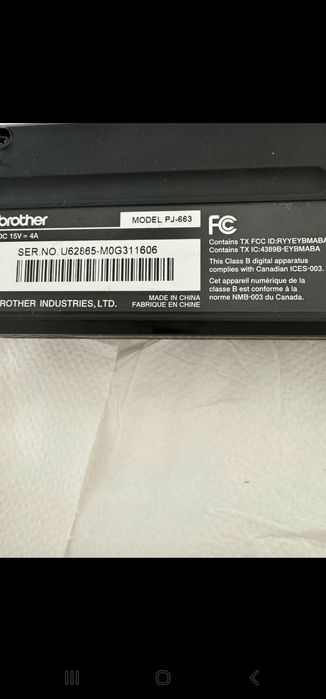 brother
MODEL PJ-663
DC 15V = 4A
SER.NO. U62865-M0G311606
BROTHER INDUSTRIES, LTD.
MADE IN CHINA
FABRIQUE EN CHINE
FC
Contains TX FCC ID:RYYEYBMABA
Contains TX IC:4389B-EYBMABA
This Class B digital apparatus
complies with Canadian ICES-003.
Cet appareil numérique de la
classe B est conforme à la
norme NMB-003 du Canada.